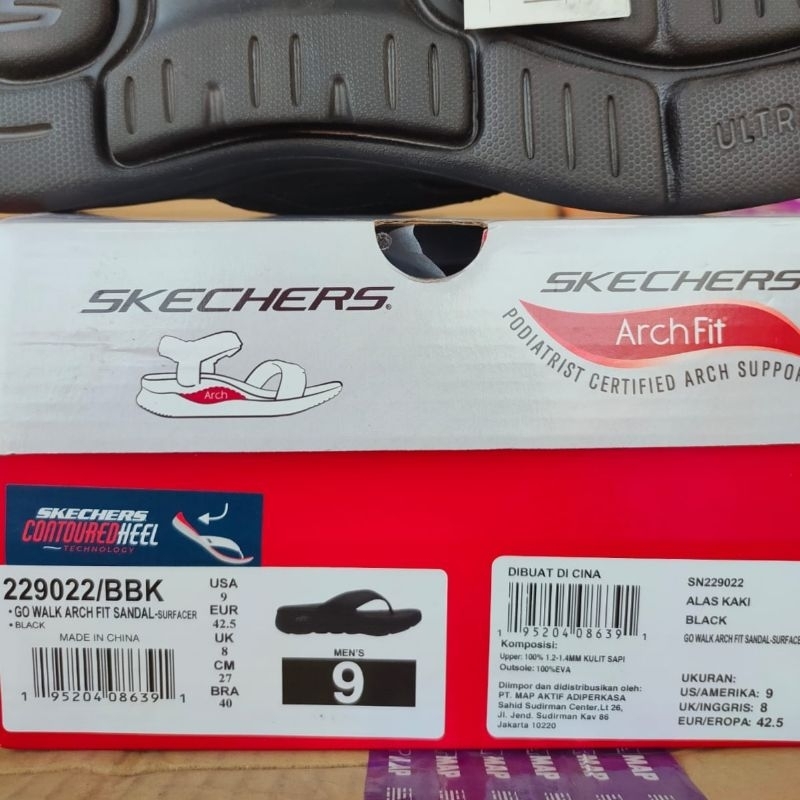 ULTR
SKECHERS®
Arch
SKECHERS
Arch Fit
PODIATRIST CERTIFIED ARCH SUPPOR
SKECHERS
CONTOUREDHEEL
TECHNOLOGY
229022/BBK
• GO WALK ARCH FIT SANDAL-SURFACER
• BLACK
MADE IN CHINA
1 95204 08639 1
USA
9
EUR
42.5
UK
8
CM
27
BRA
40
MEN'S
9
DIBUAT DI CINA
1 95204 08639 1
Komposisi:
Upper: 100% 1.2-1.4MM KULIT SAPI
Outsole: 100%EVA
Diimpor dan didistribusikan oleh:
PT. MAP AKTIF ADIPERKASA
Sahid Sudirman Center,Lt 26,
Jl. Jend. Sudirman Kav 86
Jakarta 10220
SN229022
ALAS KAKI
BLACK
GO WALK ARCH FIT SANDAL-SURFACE
UKURAN:
US/AMERIKA: 9
UK/INGGRIS: 8
EUR/EROPA: 42.5
MAP
MAP